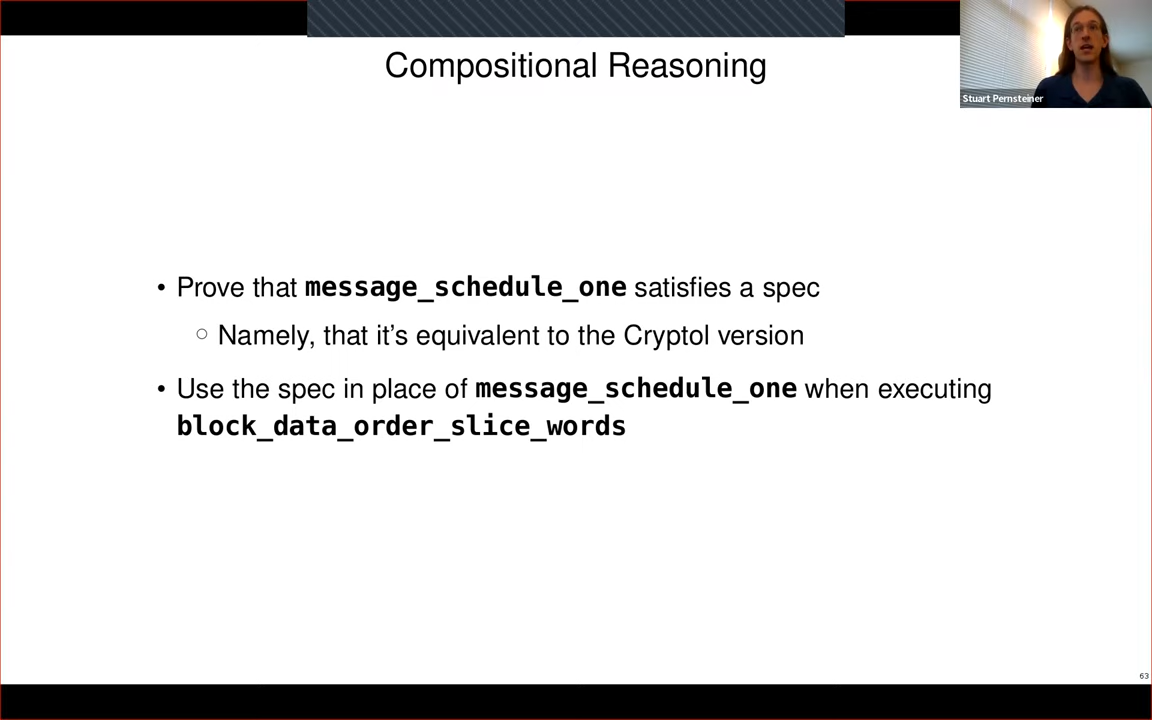 Compositional Reasoning
Stuart Pernsteiner
• Prove that message_schedule_one satisfies a spec
○ Namely, that it’s equivalent to the Cryptol version
• Use the spec in place of message_schedule_one when executing
block_data_order_slice_words
63